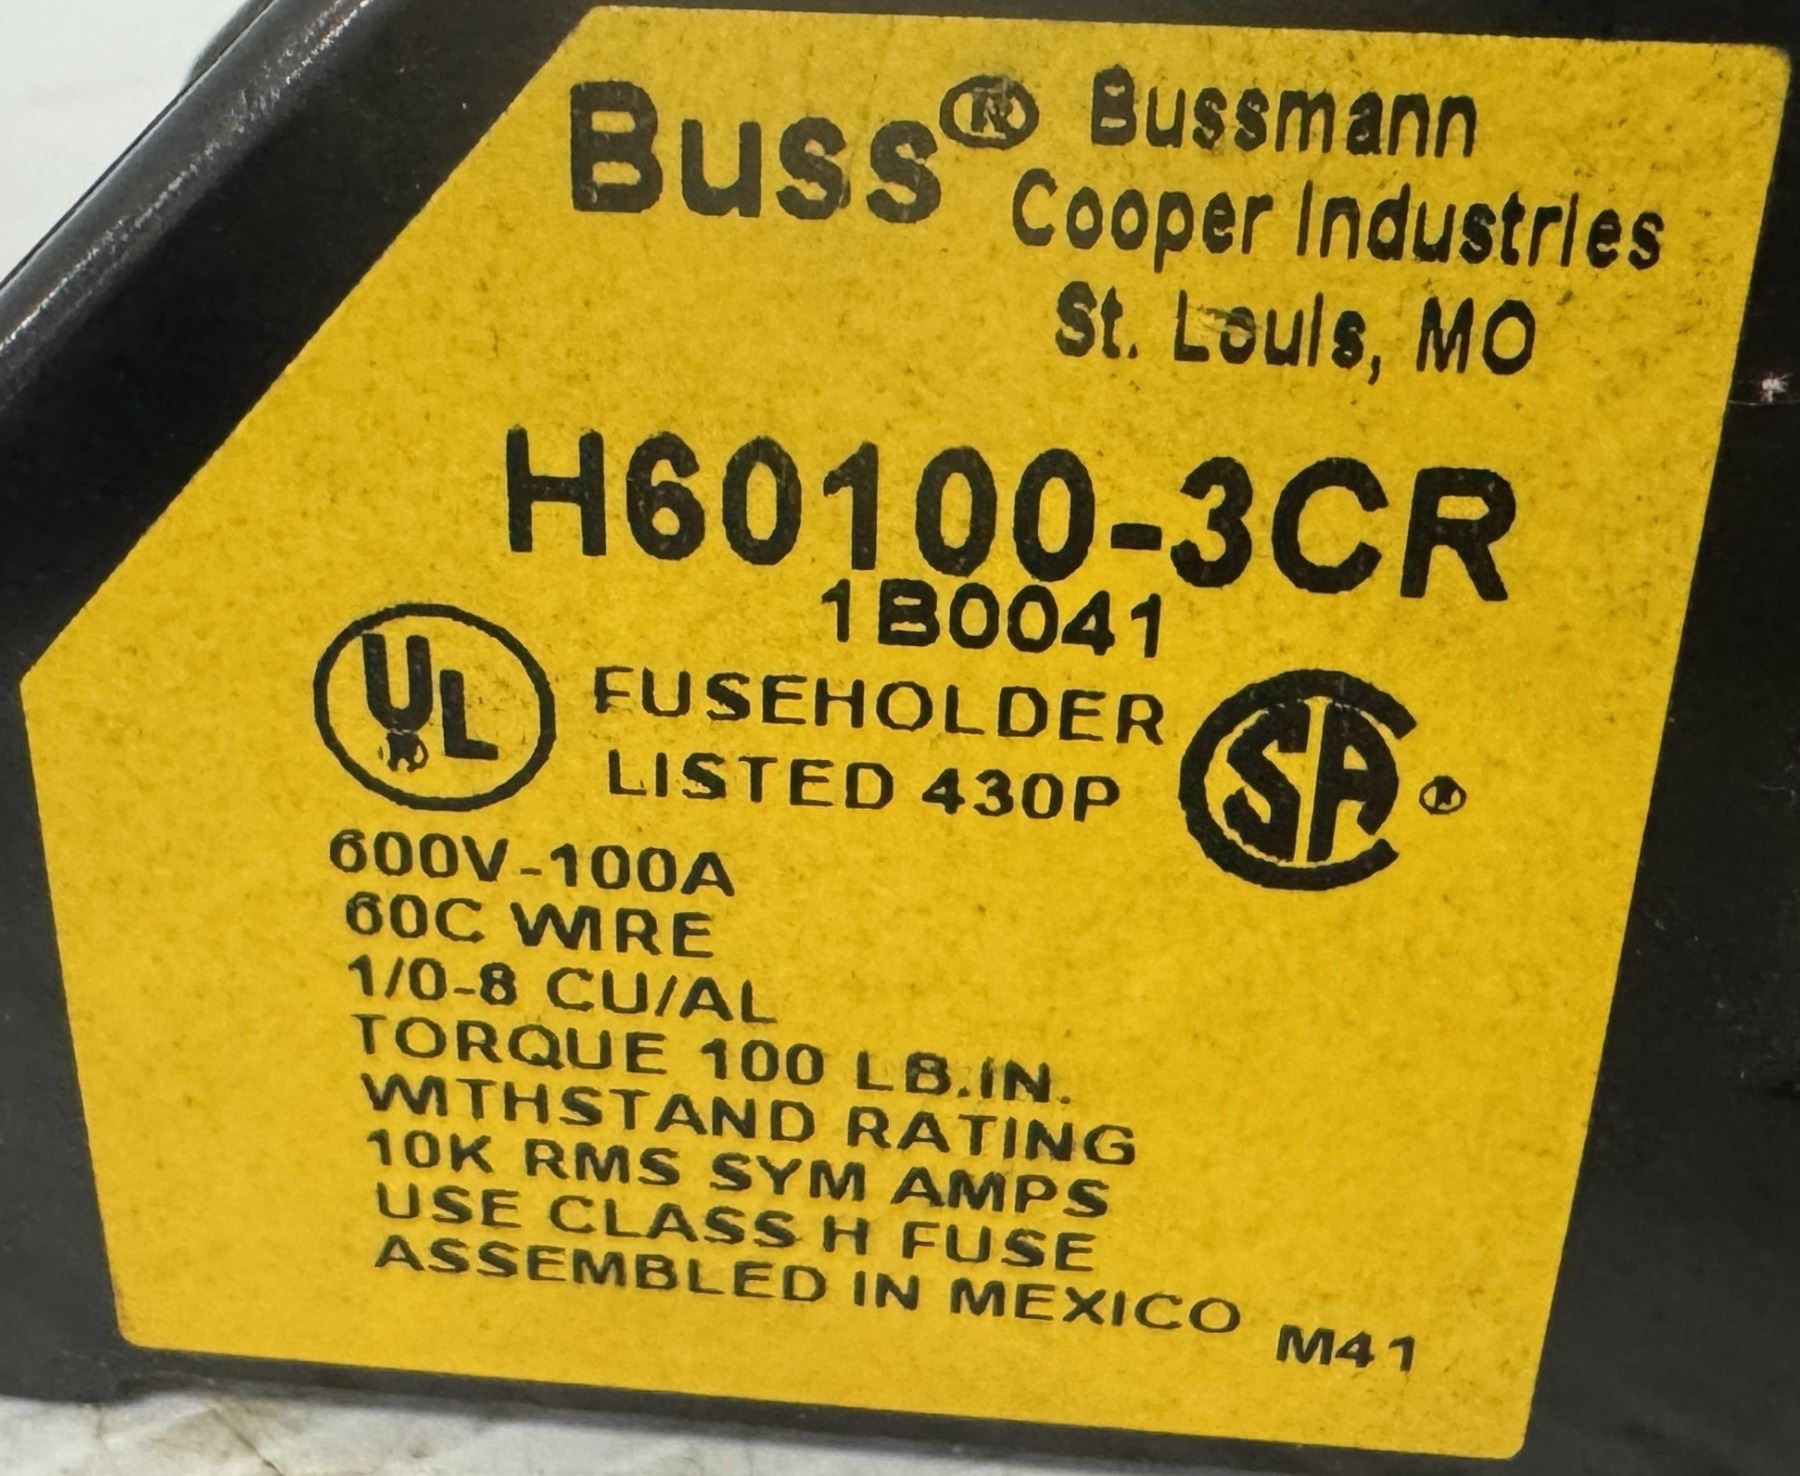 Buss® Bussmann
Cooper Industries
St. Louis, MO
H60100-3CR
1B0041
UL ® FUSEHOLDER
LISTED 430P
CSA ®
600V-100A
60C WIRE
1/0-8 CU/AL
TORQUE 100 LB.IN.
WITHSTAND RATING
10K RMS SYM AMPS
USE CLASS H FUSE
ASSEMBLED IN MEXICO M41